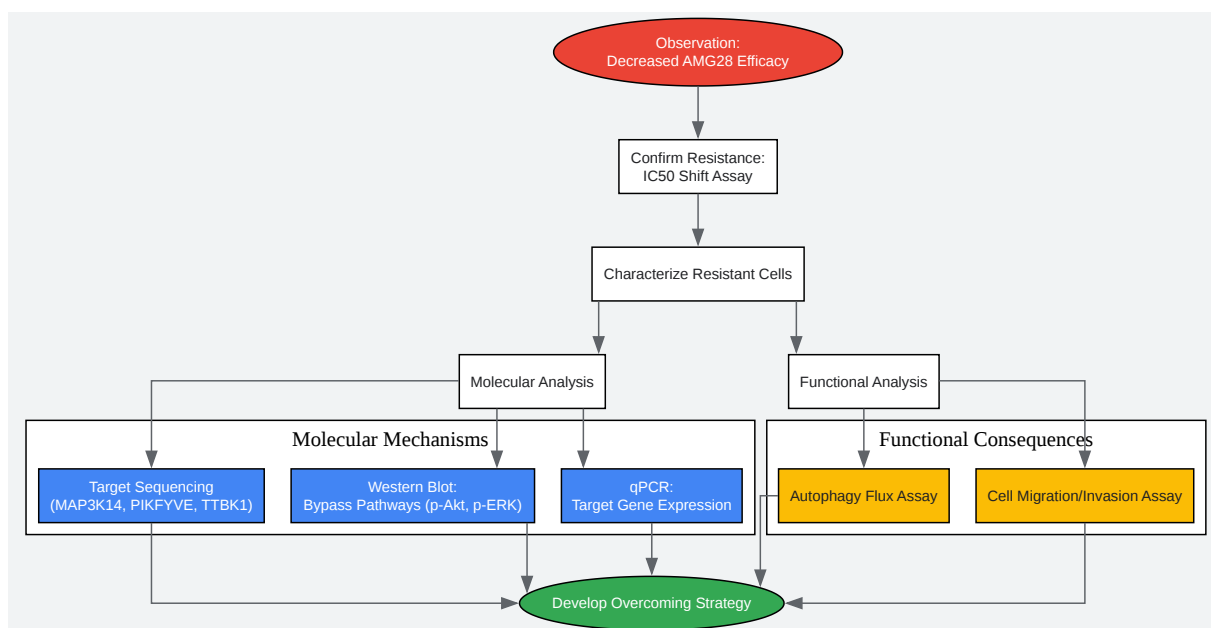 Observation:
Decreased AMG28 Efficacy
Confirm Resistance:
IC50 Shift Assay
Characterize Resistant Cells
Molecular Analysis
Functional Analysis
Molecular Mechanisms
Functional Consequences
Target Sequencing
(MAP3K14, PIKFYVE, TTBK1)
Western Blot:
Bypass Pathways (p-Akt, p-ERK)
qPCR:
Target Gene Expression
Autophagy Flux Assay
Cell Migration/Invasion Assay
Develop Overcoming Strategy